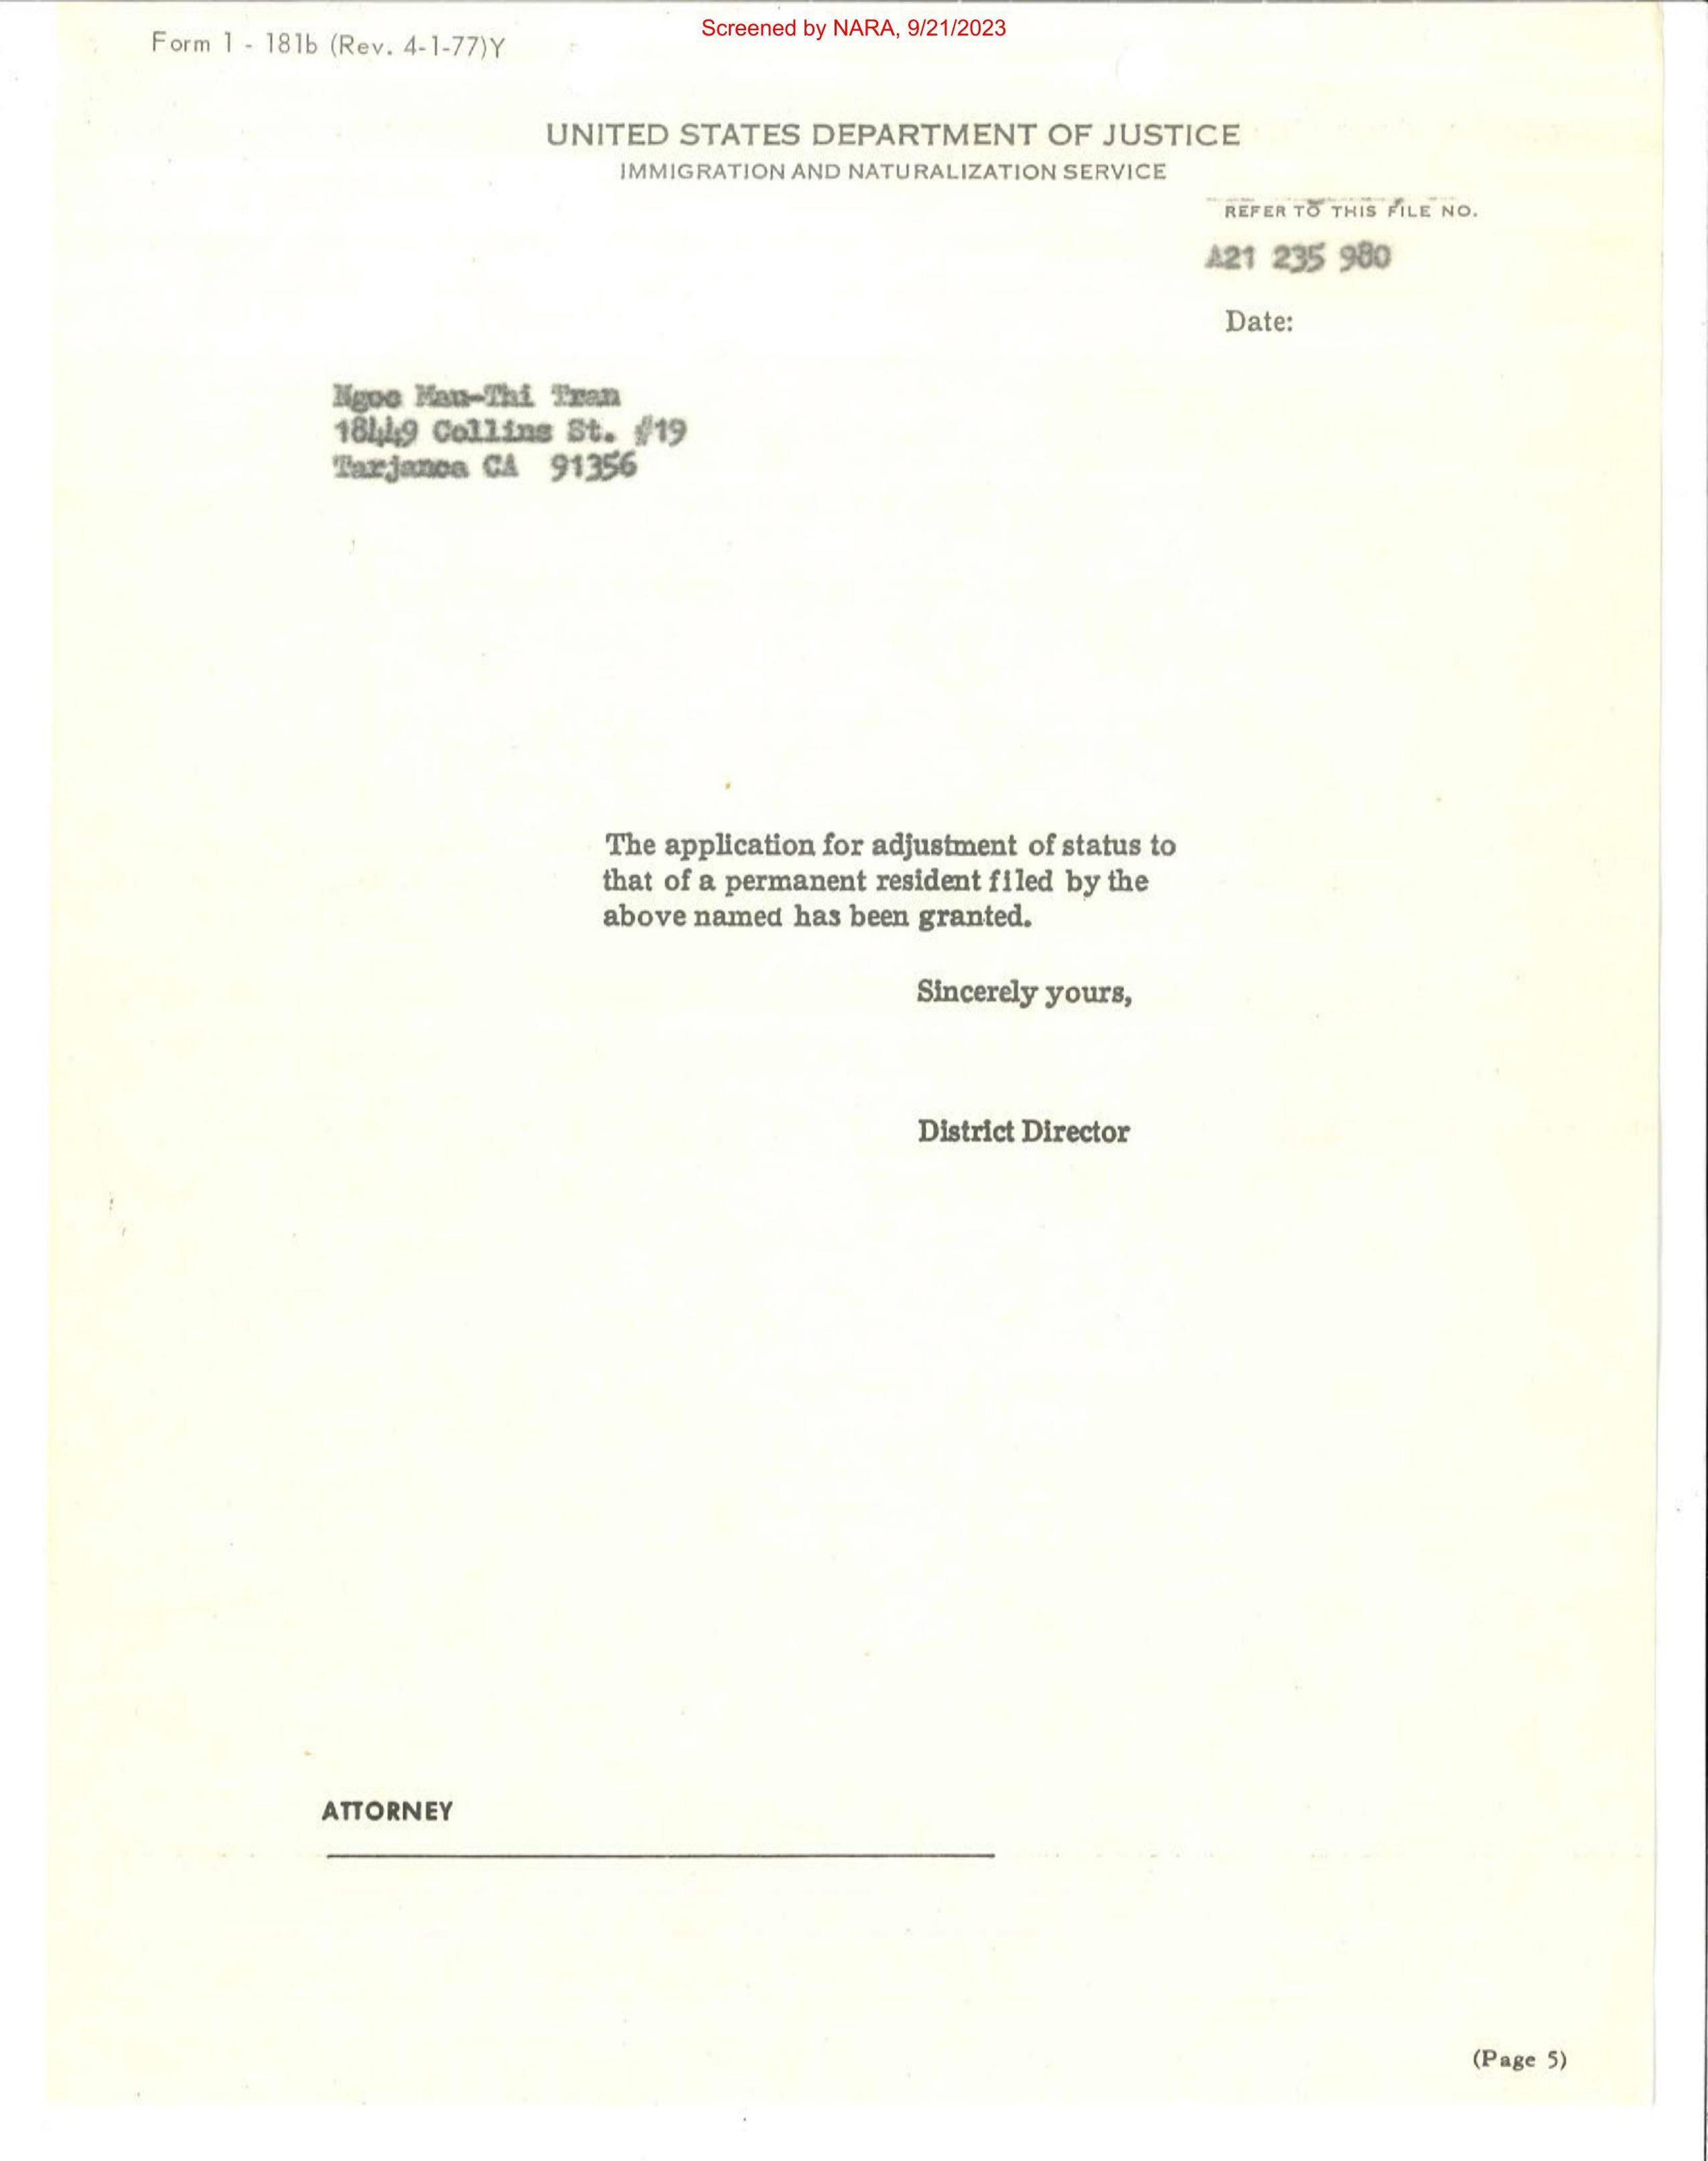 Screened by NARA, 9/21/2023
Form 1 - 181b (Rev. 4-1-77)Y
UNITED STATES DEPARTMENT OF JUSTICE
IMMIGRATION AND NATURALIZATION SERVICE
REFER TO THIS FILE NO.
A21 235 980
Date:
Ngoc Mau-Thi Tran
18449 Collins St. #19
Tarjanca CA 91356
The application for adjustment of status to
that of a permanent resident filed by the
above named has been granted.
Sincerely yours,
District Director
ATTORNEY
(Page 5)